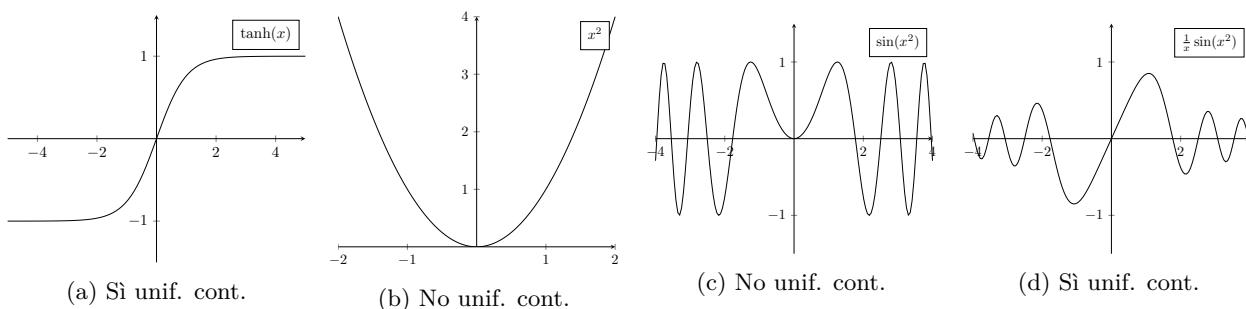 tanh(x)
1
−4 −2 2 4
−1
(a) Sì unif. cont.
x²
4
3
2
1
−2 −1 1 2
(b) No unif. cont.
sin(x²)
1
−4 −2 2 4
−1
(c) No unif. cont.
1/x sin(x²)
1
−4 −2 2
−1
(d) Sì unif. cont.